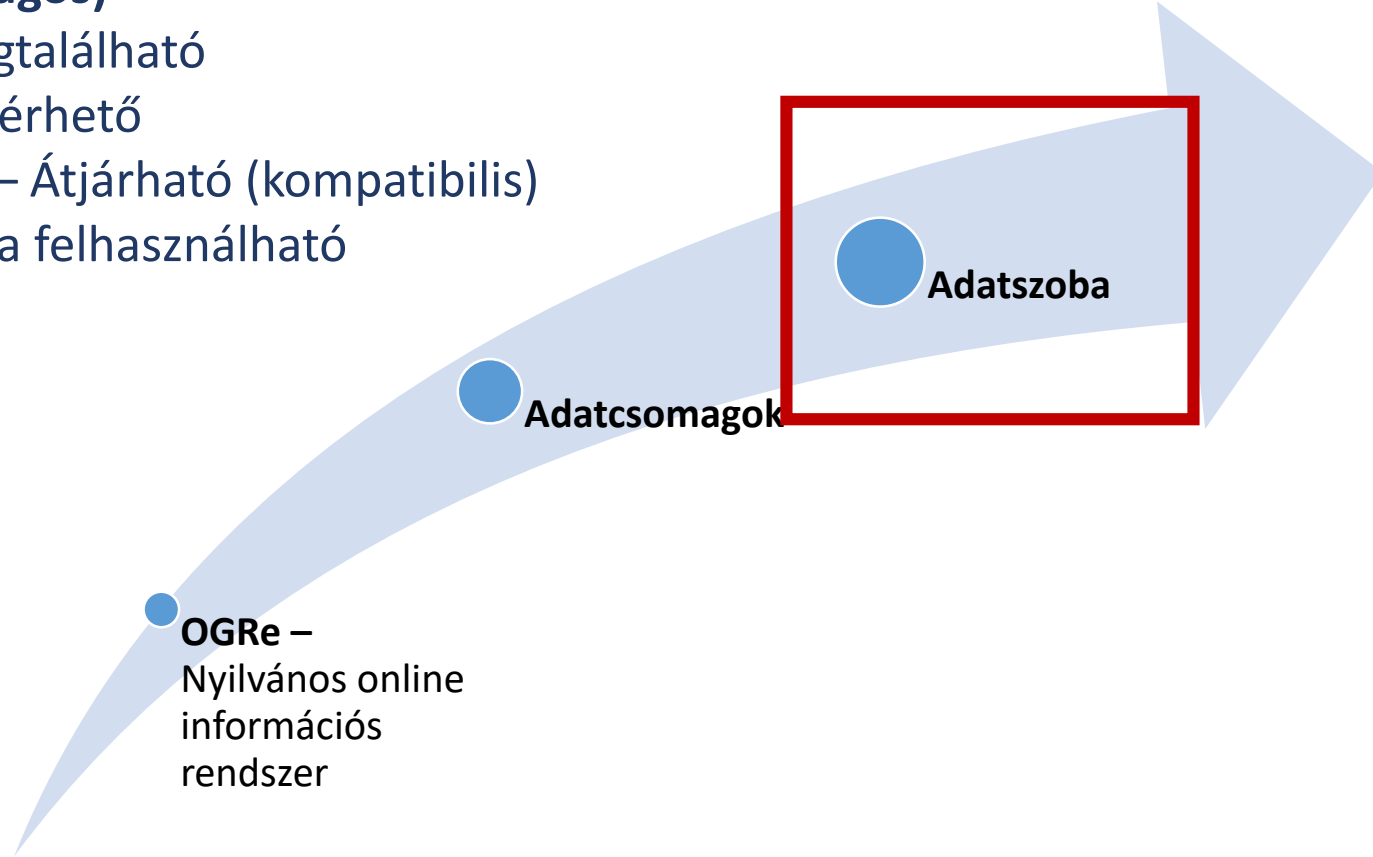 gtalálható
érhető
– Átjárható (kompatibilis)
a felhasználható
Adatszoba
Adatcsomagok
OGRe –
Nyilvános online
információs
rendszer